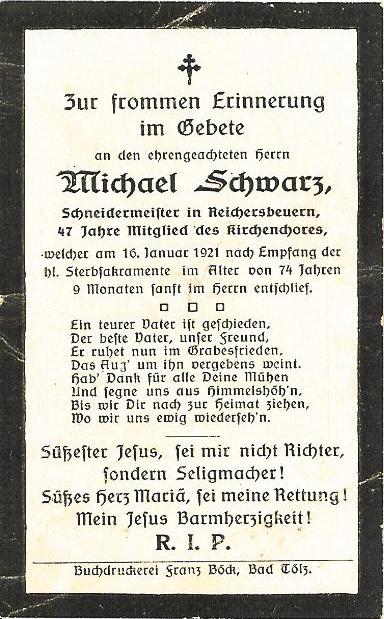 Zur frommen Erinnerung
im Gebete
an den ehrengeachteten Herrn
Michael Schwarz,
Schneidermeister in Reichersbeuern,
47 Jahre Mitglied des Kirchenchores,
welcher am 16. Januar 1921 nach Empfang der
hl. Sterbsakramente im Alter von 74 Jahren
9 Monaten sanft im Herrn entschlief.
Ein teurer Vater ist geschieden,
Der beste Vater, unser Freund,
Er ruhet nun im Grabesfrieden,
Das Aug' um ihn vergebens weint.
Hab' Dank für alle Deine Mühen
Und segne uns aus Himmelshöh'n,
Bis wir Dir nach zur Heimat ziehen,
Wo wir uns ewig wiederseh'n.
Süßester Jesus, sei mir nicht Richter,
sondern Seligmacher!
Süßes Herz Mariä, sei meine Rettung!
Mein Jesus Barmherzigkeit!
R. I. P.
Buchdruckerei Franz Böck, Bad Tölz.